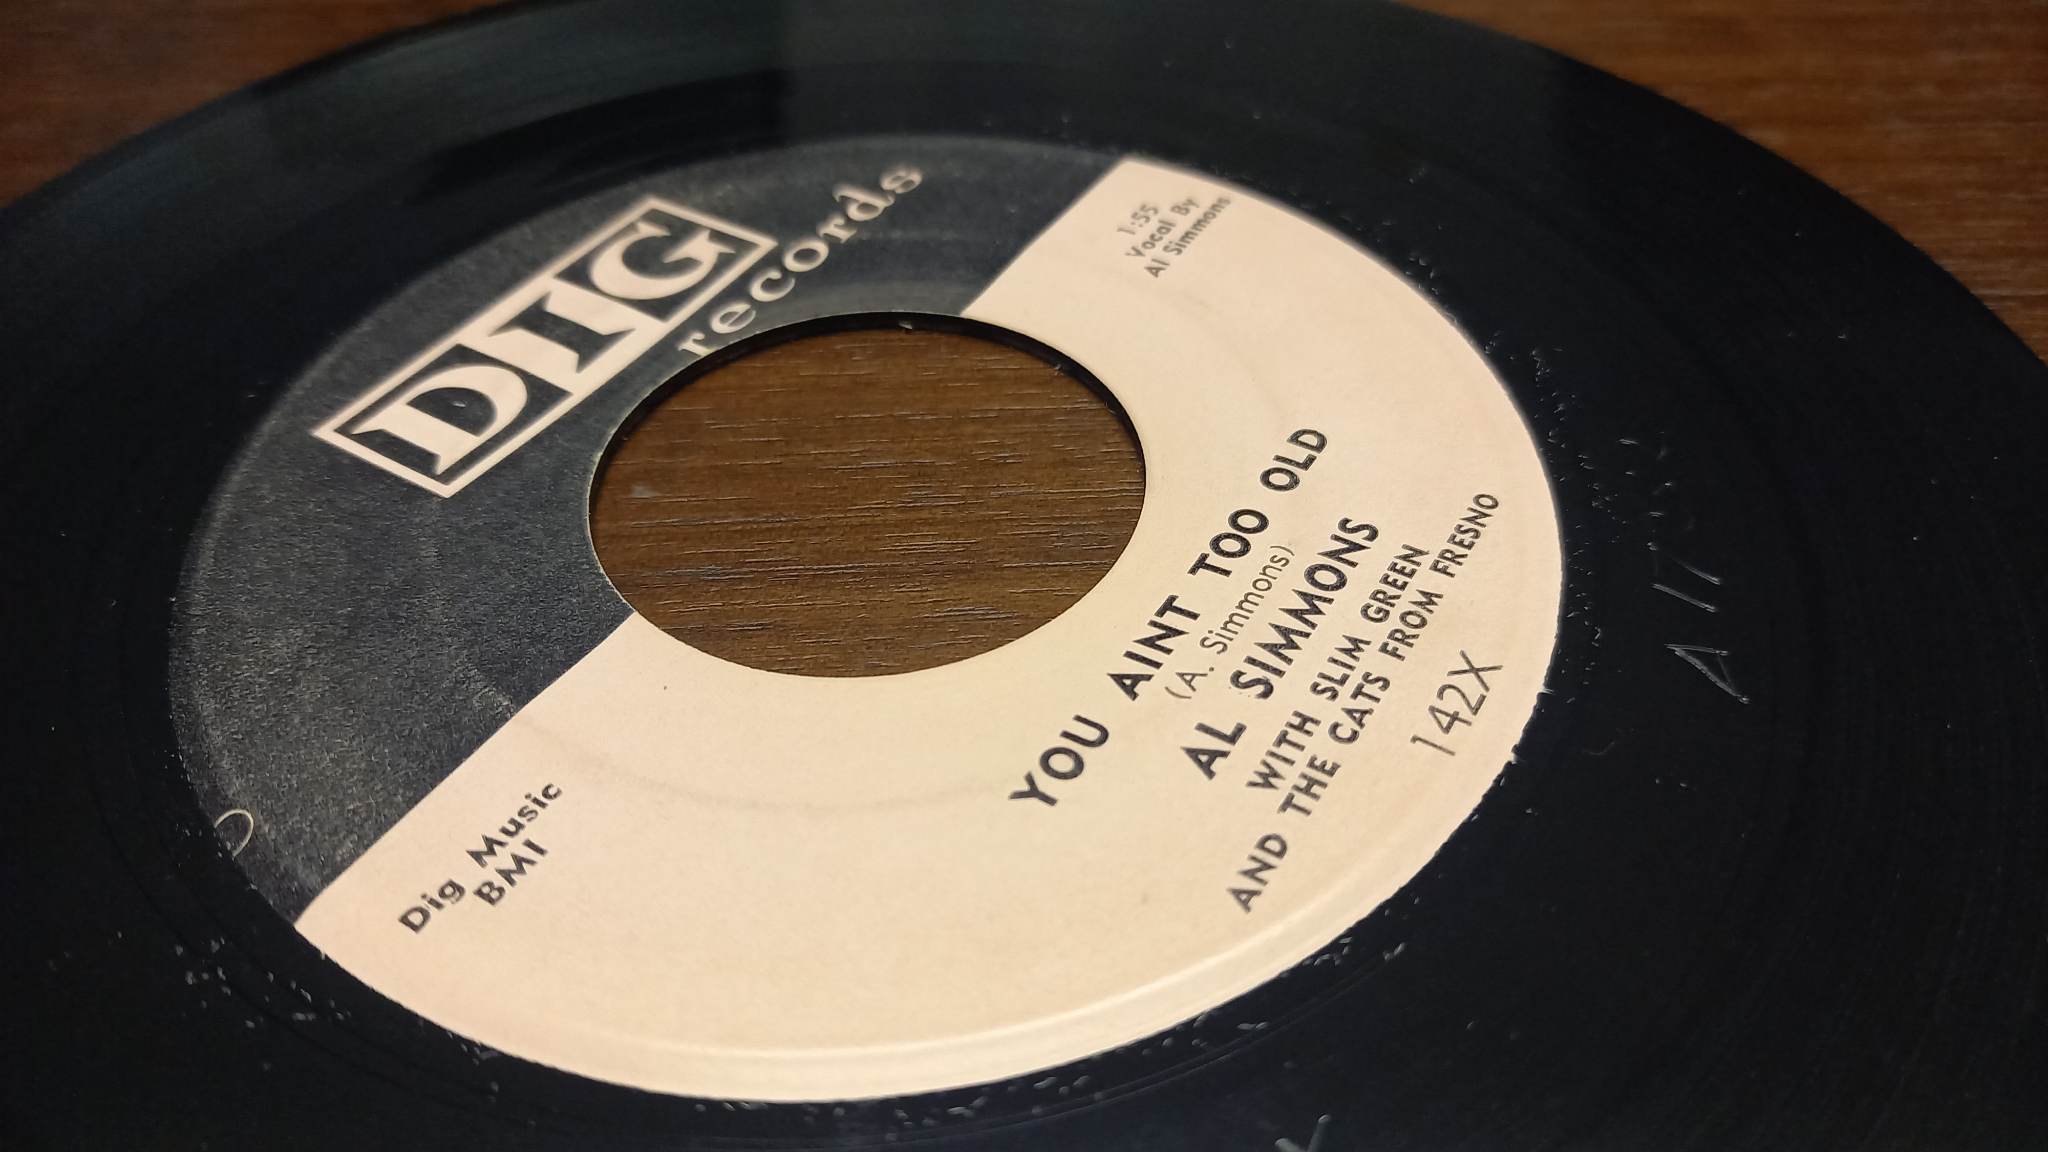 DIG
records
1:55
Vocal By
Al Simmons
Dig Music
BMI
YOU AINT TOO OLD
(A. Simmons)
AL SIMMONS
WITH SLIM GREEN
AND THE CATS FROM FRESNO
142X